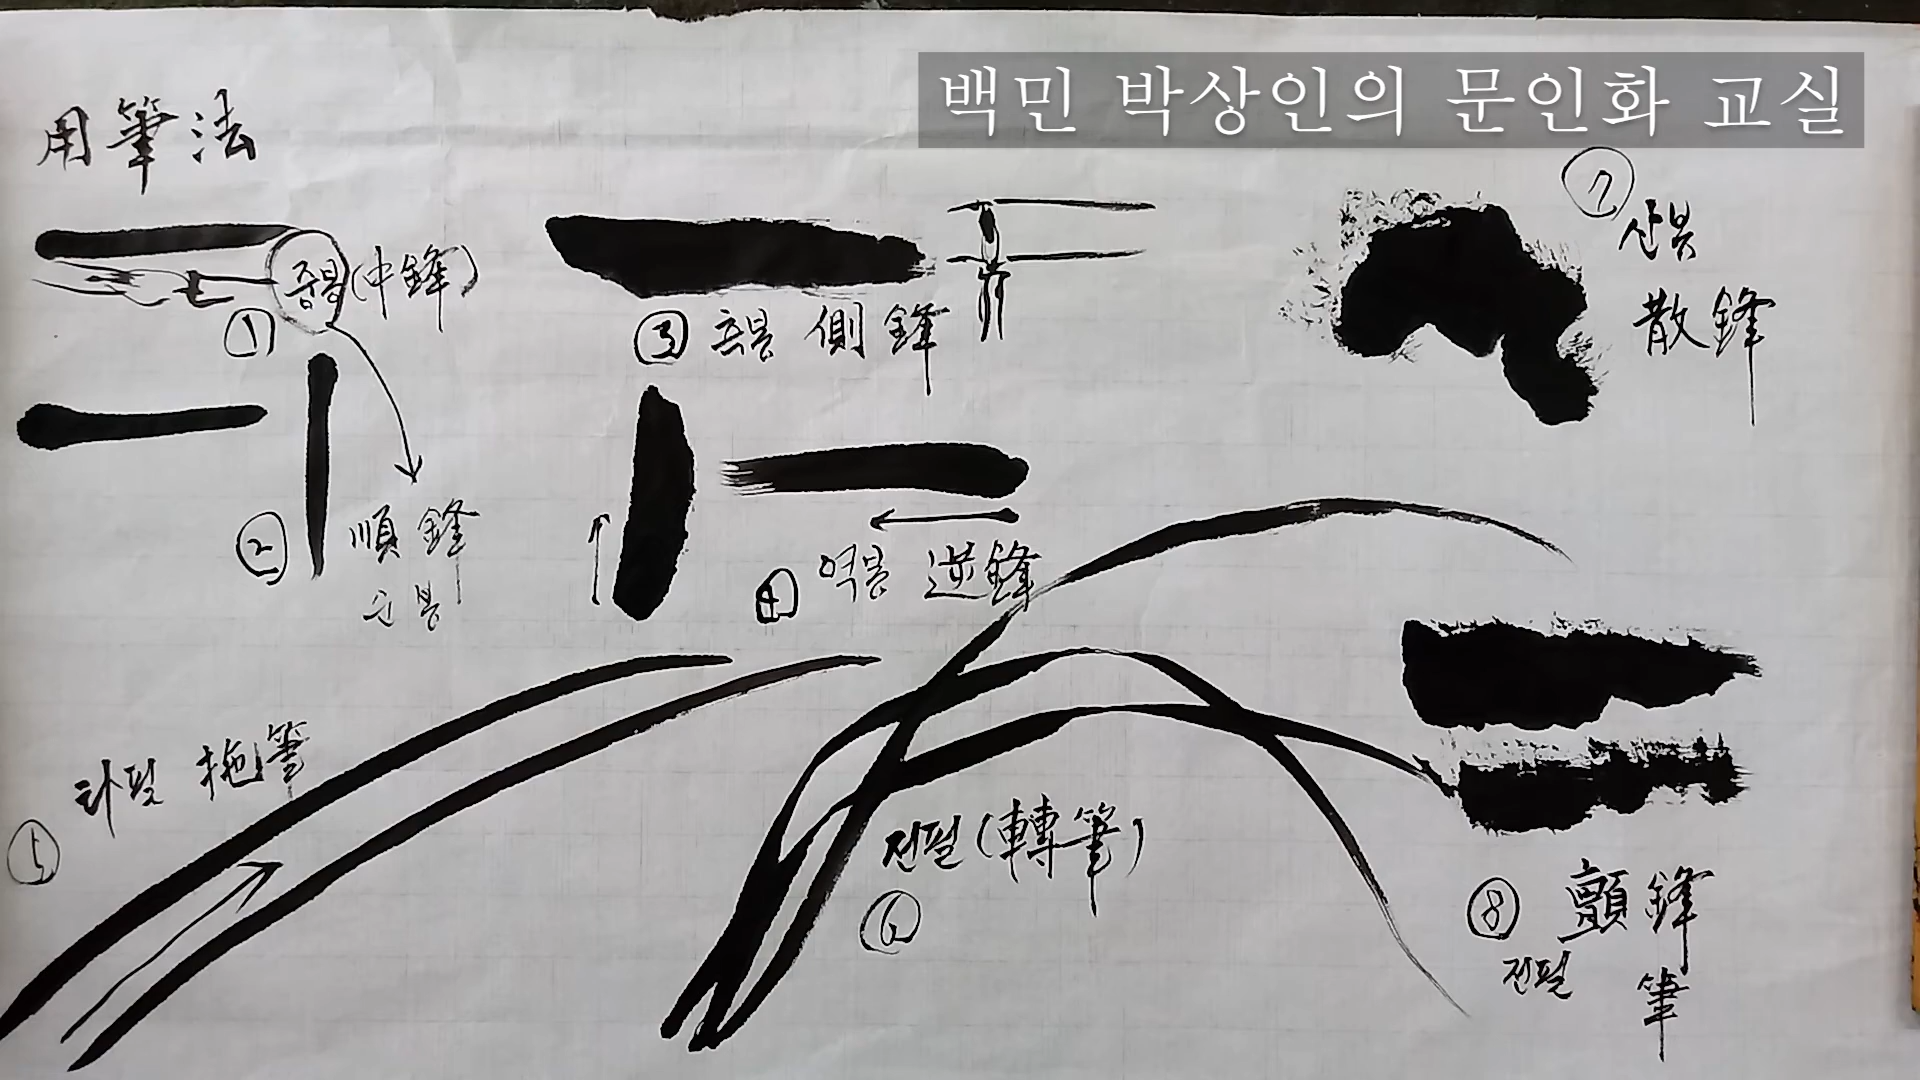 백민 박상인의 문인화 교실
用筆法
중봉(中鋒)
①
② 順鋒
순봉
③ 측봉 側鋒
④ 역봉 逆鋒
⑤ 타필 拖筆
전필(轉筆)
⑥
⑦ 산봉
散鋒
⑧ 顫鋒
전필 筆